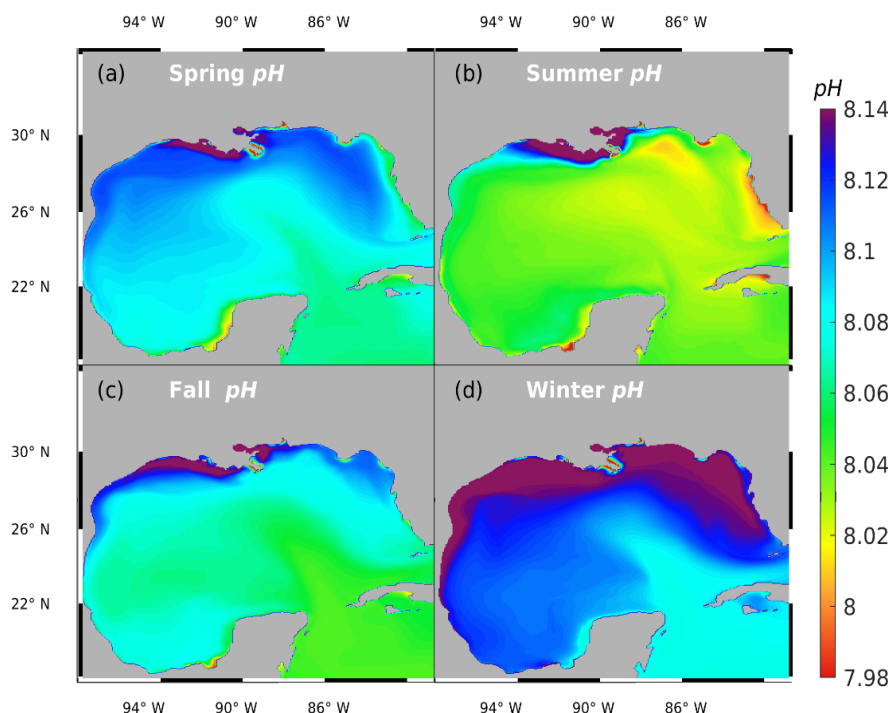 94° W 90° W 86° W 94° W 90° W 86° W
(a) Spring pH (b) Summer pH
pH
8.14
30° N
8.12
26° N
8.1
22° N
8.08
(c) Fall pH (d) Winter pH
8.06
30° N
8.04
26° N
8.02
22° N
8
7.98
94° W 90° W 86° W 94° W 90° W 86° W